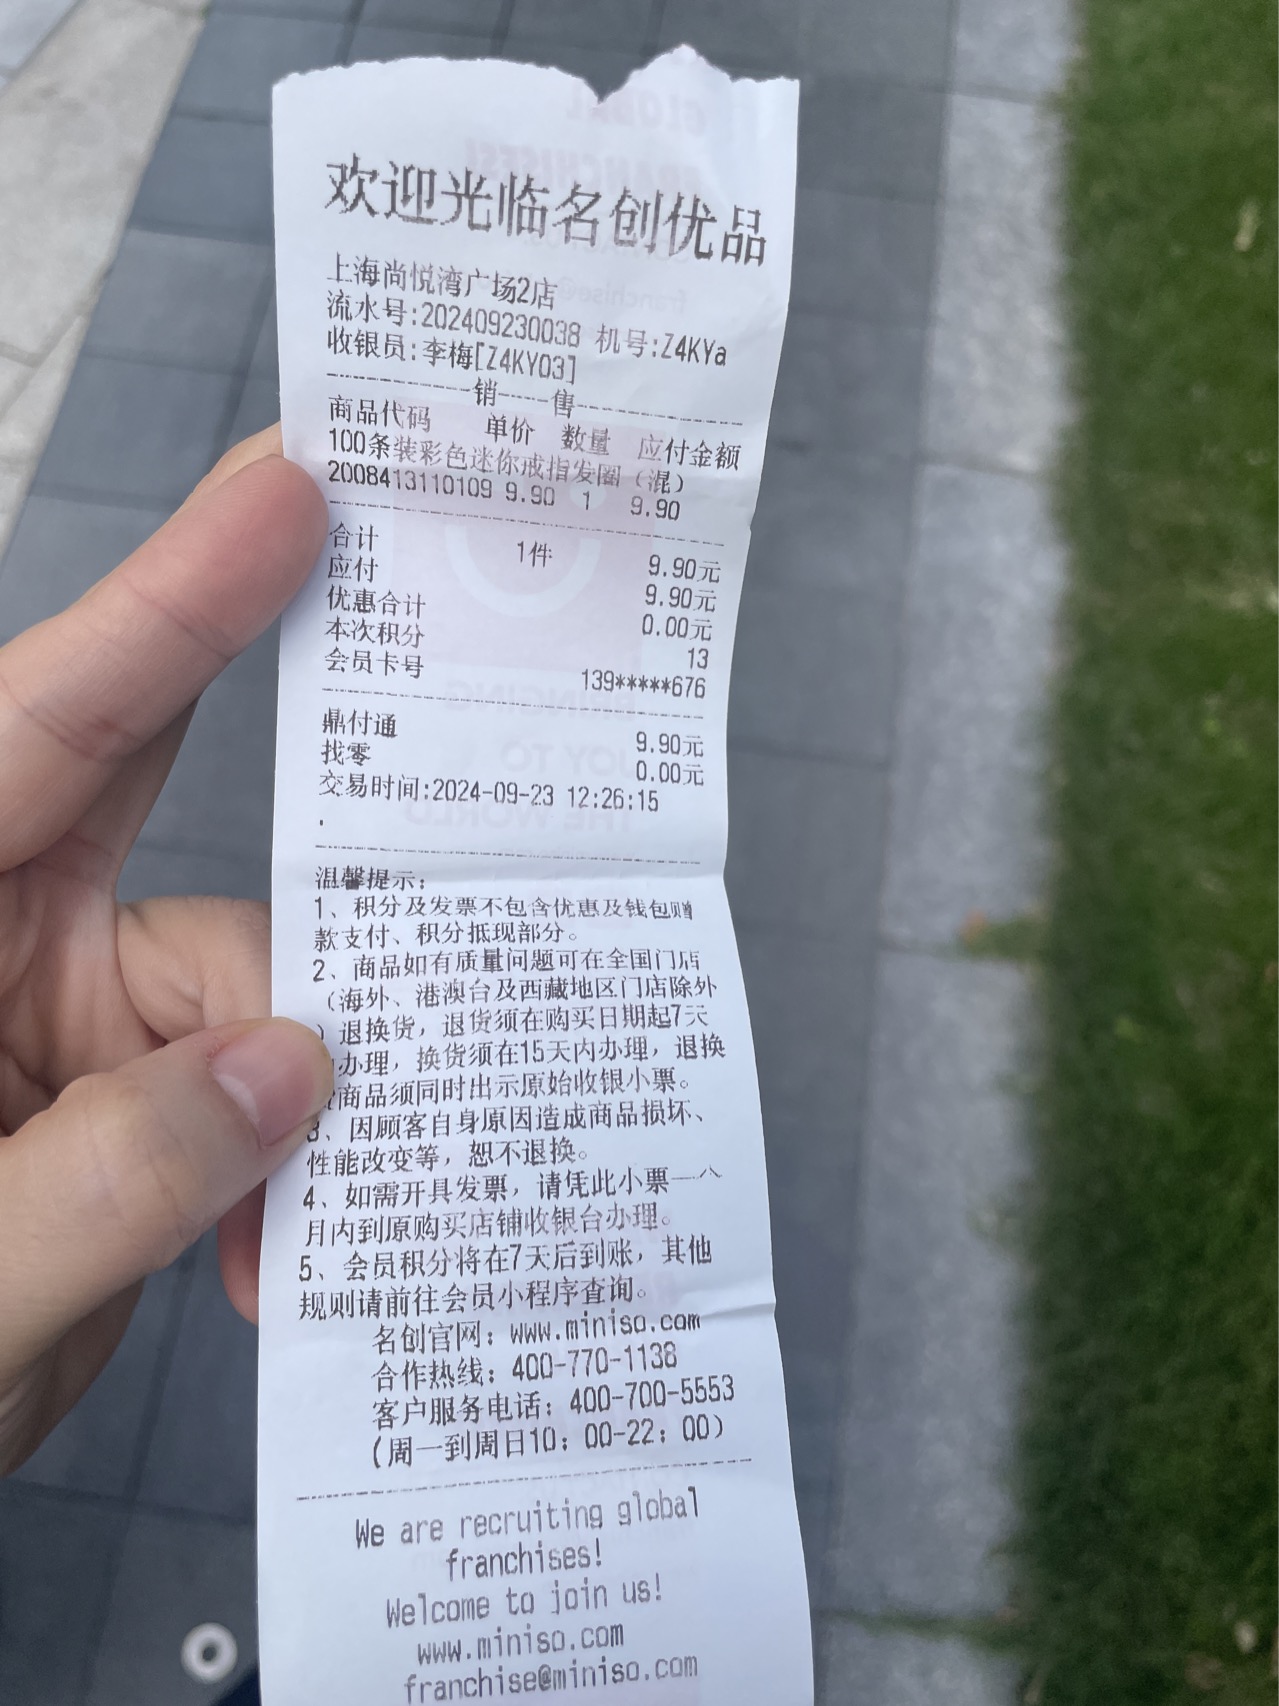 欢迎光临名创优品
上海尚悦湾广场2店
流水号:202409230038 机号:Z4KYa
收银员:李梅[Z4KY03]
销 售
商品代码 单价 数量 应付金额
100条装彩色迷你戒指发圈（混）
2008413110109 9.90 1 9.90
合计 1件 9.90元
应付 9.90元
优惠合计 0.00元
本次积分 13
会员卡号 139*****676
鼎付通 9.90元
找零 0.00元
交易时间:2024-09-23 12:26:15
.
温馨提示:
1、积分及发票不包含优惠及钱包赠
款支付、积分抵现部分。
2、商品如有质量问题可在全国门店
（海外、港澳台及西藏地区门店除外
）退换货，退货须在购买日期起7天
办理，换货须在15天内办理，退换
商品须同时出示原始收银小票。
3、因顾客自身原因造成商品损坏、
性能改变等，恕不退换。
4、如需开具发票，请凭此小票一个
月内到原购买店铺收银台办理。
5、会员积分将在7天后到账，其他
规则请前往会员小程序查询。
名创官网：www.miniso.com
合作热线：400-770-1138
客户服务电话：400-700-5553
(周一到周日10：00-22：00)
We are recruiting global
franchises!
Welcome to join us!
www.miniso.com
franchise@miniso.com